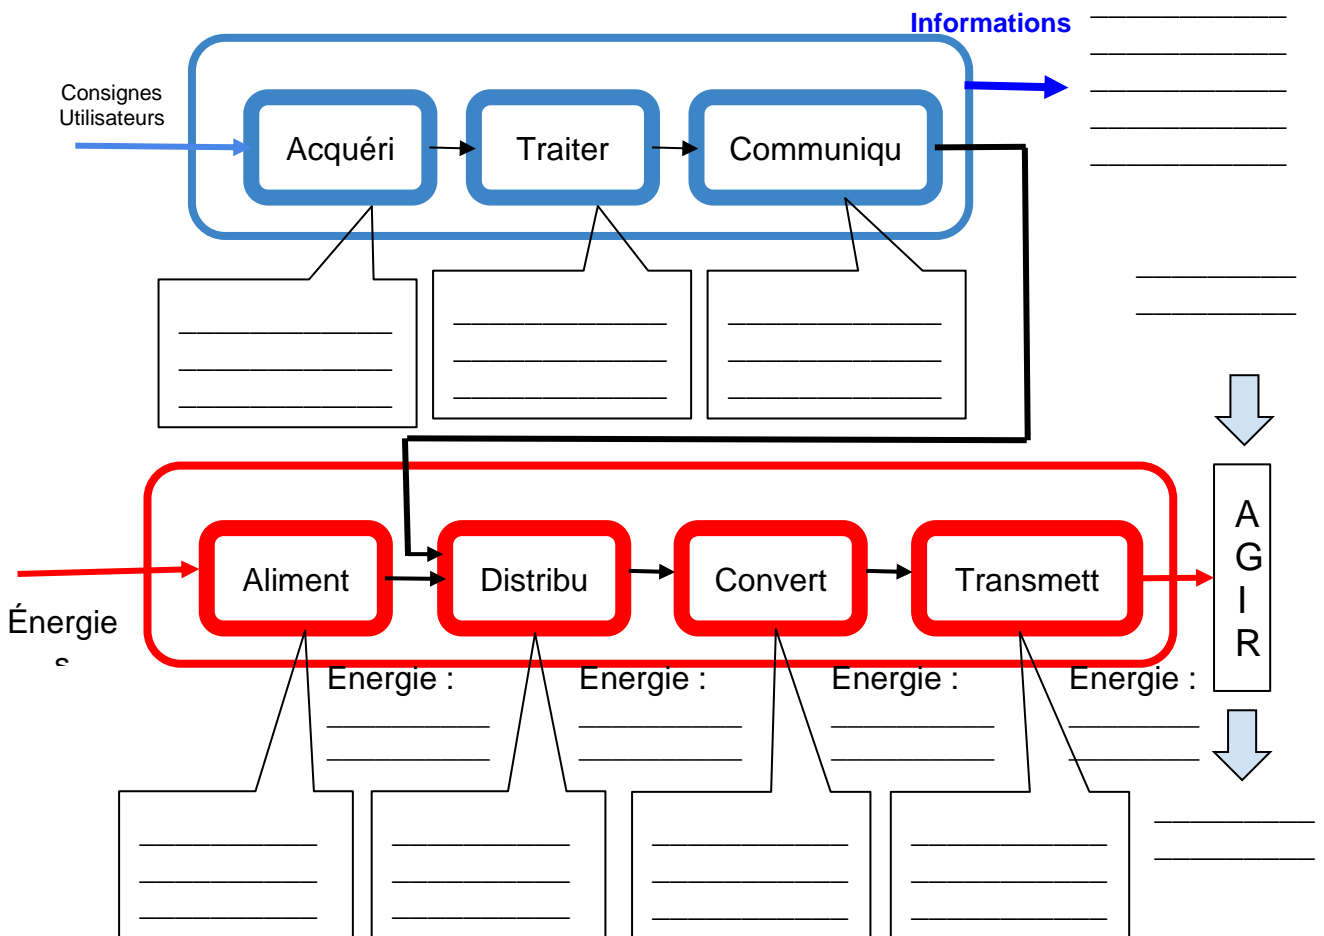 Informations
Consignes
Utilisateurs
Acquéri
Traiter
Communiqu
Aliment
Distribu
Convert
Transmett
A
G
I
R
Énergie
s
Energie :
Energie :
Energie :
Energie :